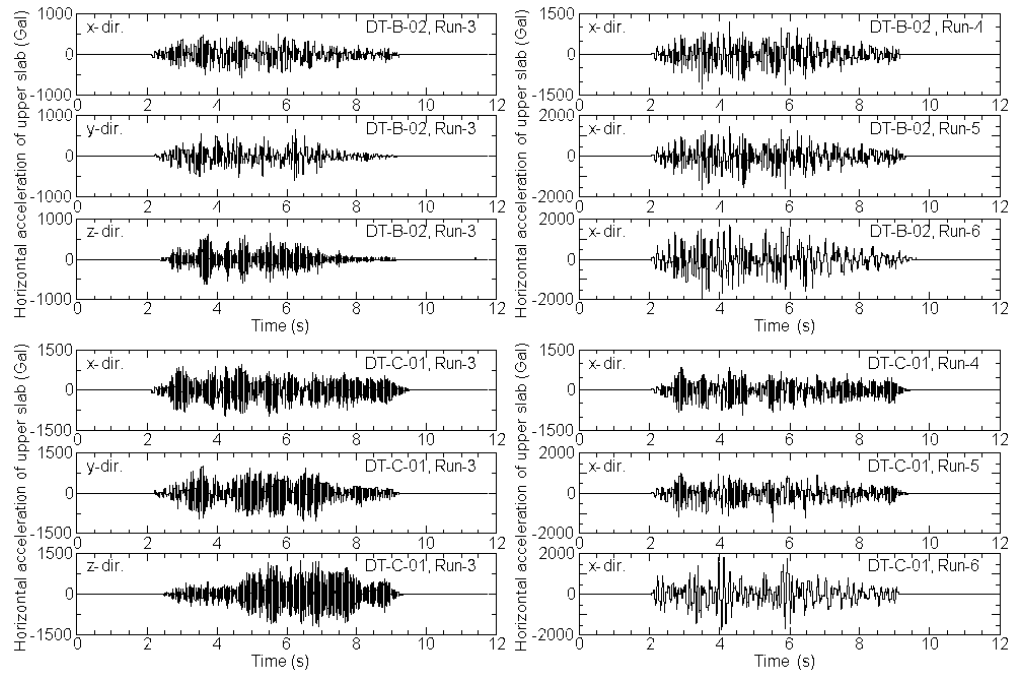 Horizontal acceleration of upper slab (Gal)
1000
x-dir.
DT-B-02, Run-3
0
-1000
0 2 4 6 8 10 12
1000
y-dir.
DT-B-02, Run-3
0
-1000
0 2 4 6 8 10 12
1000
z-dir.
DT-B-02, Run-3
0
-1000
0 2 4 6 8 10 12
Time (s)
Horizontal acceleration of upper slab (Gal)
1500
x-dir.
DT-B-02, Run-4
0
-1500
0 2 4 6 8 10 12
2000
x-dir.
DT-B-02, Run-5
0
-2000
0 2 4 6 8 10 12
2000
x-dir.
DT-B-02, Run-6
0
-2000
0 2 4 6 8 10 12
Time (s)
Horizontal acceleration of upper slab (Gal)
1500
x-dir.
DT-C-01, Run-3
0
-1500
0 2 4 6 8 10 12
1500
y-dir.
DT-C-01, Run-3
0
-1500
0 2 4 6 8 10 12
1500
z-dir.
DT-C-01, Run-3
0
-1500
0 2 4 6 8 10 12
Time (s)
Horizontal acceleration of upper slab (Gal)
1500
x-dir.
DT-C-01, Run-4
0
-1500
0 2 4 6 8 10 12
2000
x-dir.
DT-C-01, Run-5
0
-2000
0 2 4 6 8 10 12
2000
x-dir.
DT-C-01, Run-6
0
-2000
0 2 4 6 8 10 12
Time (s)